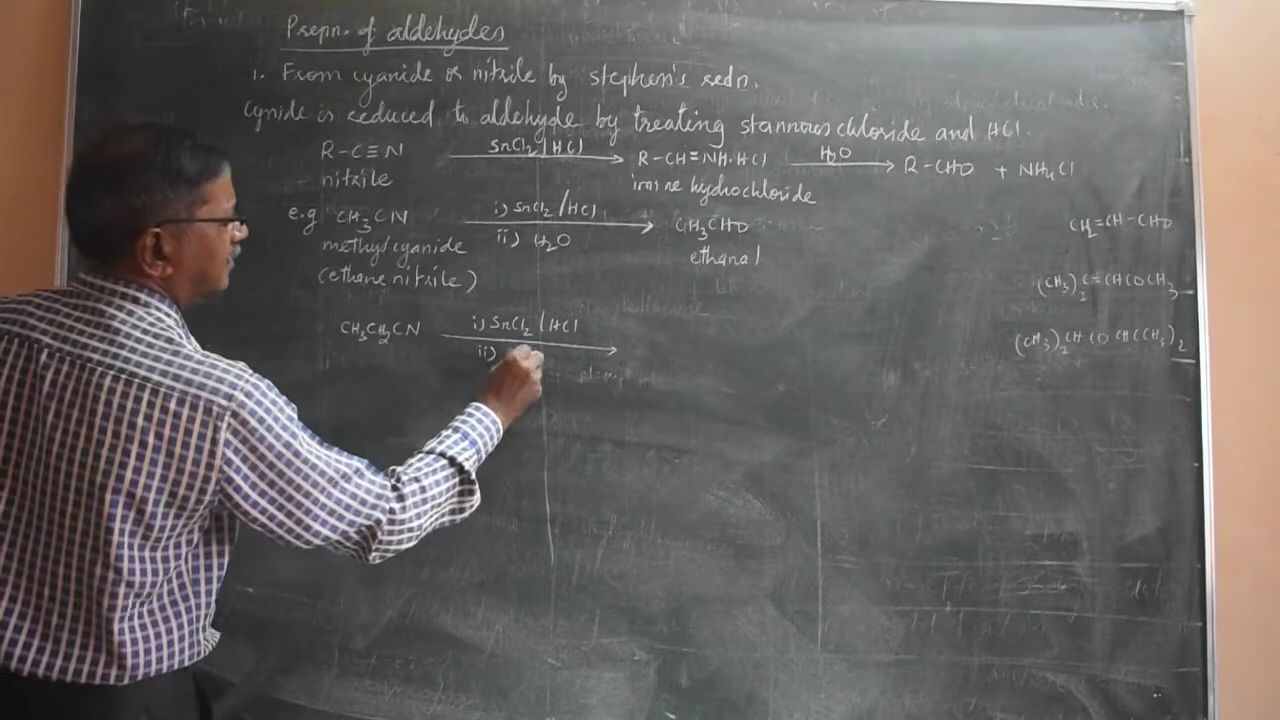 Prepn. of aldehydes
1. From cyanide or nitrile by stephen's redn.
Cynide is reduced to aldehyde by treating stannous chloride and HCl.
R-C≡N SnCl₂/HCl R-CH=NH·HCl H₂O R-CHO + NH₄Cl
nitrile imine hydrochloride
e.g CH₃CN i) SnCl₂/HCl CH₃CHO CH₂=CH-CHO
ii) H₂O
methyl cyanide ethanal
(ethane nitrile) (CH₃)₂C=CHCOCH₃
CH₃CH₂CN i) SnCl₂/HCl (CH₃)₂CHCOCH(CH₃)₂
ii)